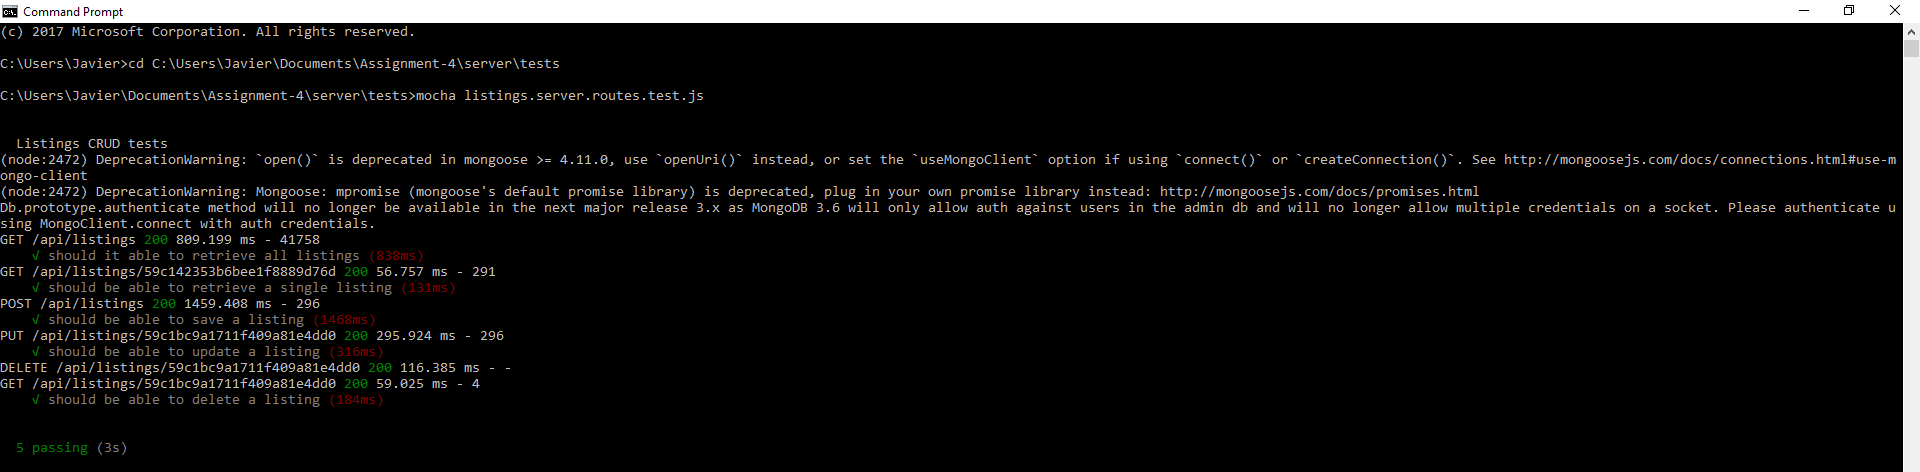 Command Prompt
(c) 2017 Microsoft Corporation. All rights reserved.
C:\Users\Javier>cd C:\Users\Javier\Documents\Assignment-4\server\tests
C:\Users\Javier\Documents\Assignment-4\server\tests>mocha listings.server.routes.test.js
Listings CRUD tests
(node:2472) DeprecationWarning: `open()` is deprecated in mongoose >= 4.11.0, use `openUri()` instead, or set the `useMongoClient` option if using `connect()` or `createConnection()`. See http://mongoosejs.com/docs/connections.html#use-m
ongo-client
(node:2472) DeprecationWarning: Mongoose: mpromise (mongoose's default promise library) is deprecated, plug in your own promise library instead: http://mongoosejs.com/docs/promises.html
Db.prototype.authenticate method will no longer be available in the next major release 3.x as MongoDB 3.6 will only allow auth against users in the admin db and will no longer allow multiple credentials on a socket. Please authenticate u
sing MongoClient.connect with auth credentials.
GET /api/listings 200 809.199 ms - 41758
√ should it able to retrieve all listings (838ms)
GET /api/listings/59c142353b6bee1f8889d76d 200 56.757 ms - 291
√ should be able to retrieve a single listing (131ms)
POST /api/listings 200 1459.408 ms - 296
√ should be able to save a listing (1468ms)
PUT /api/listings/59c1bc9a1711f409a81e4dd0 200 295.924 ms - 296
√ should be able to update a listing (316ms)
DELETE /api/listings/59c1bc9a1711f409a81e4dd0 200 116.385 ms - -
GET /api/listings/59c1bc9a1711f409a81e4dd0 200 59.025 ms - 4
√ should be able to delete a listing (184ms)
5 passing (3s)